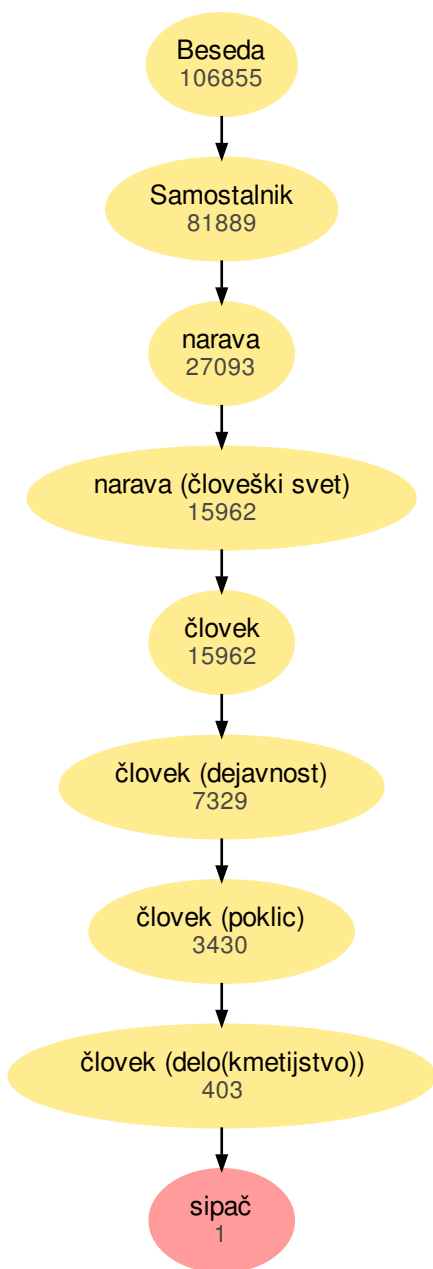 Beseda
106855
Samostalnik
81889
narava
27093
narava (človeški svet)
15962
človek
15962
človek (dejavnost)
7329
človek (poklic)
3430
človek (delo(kmetijstvo))
403
sipač
1